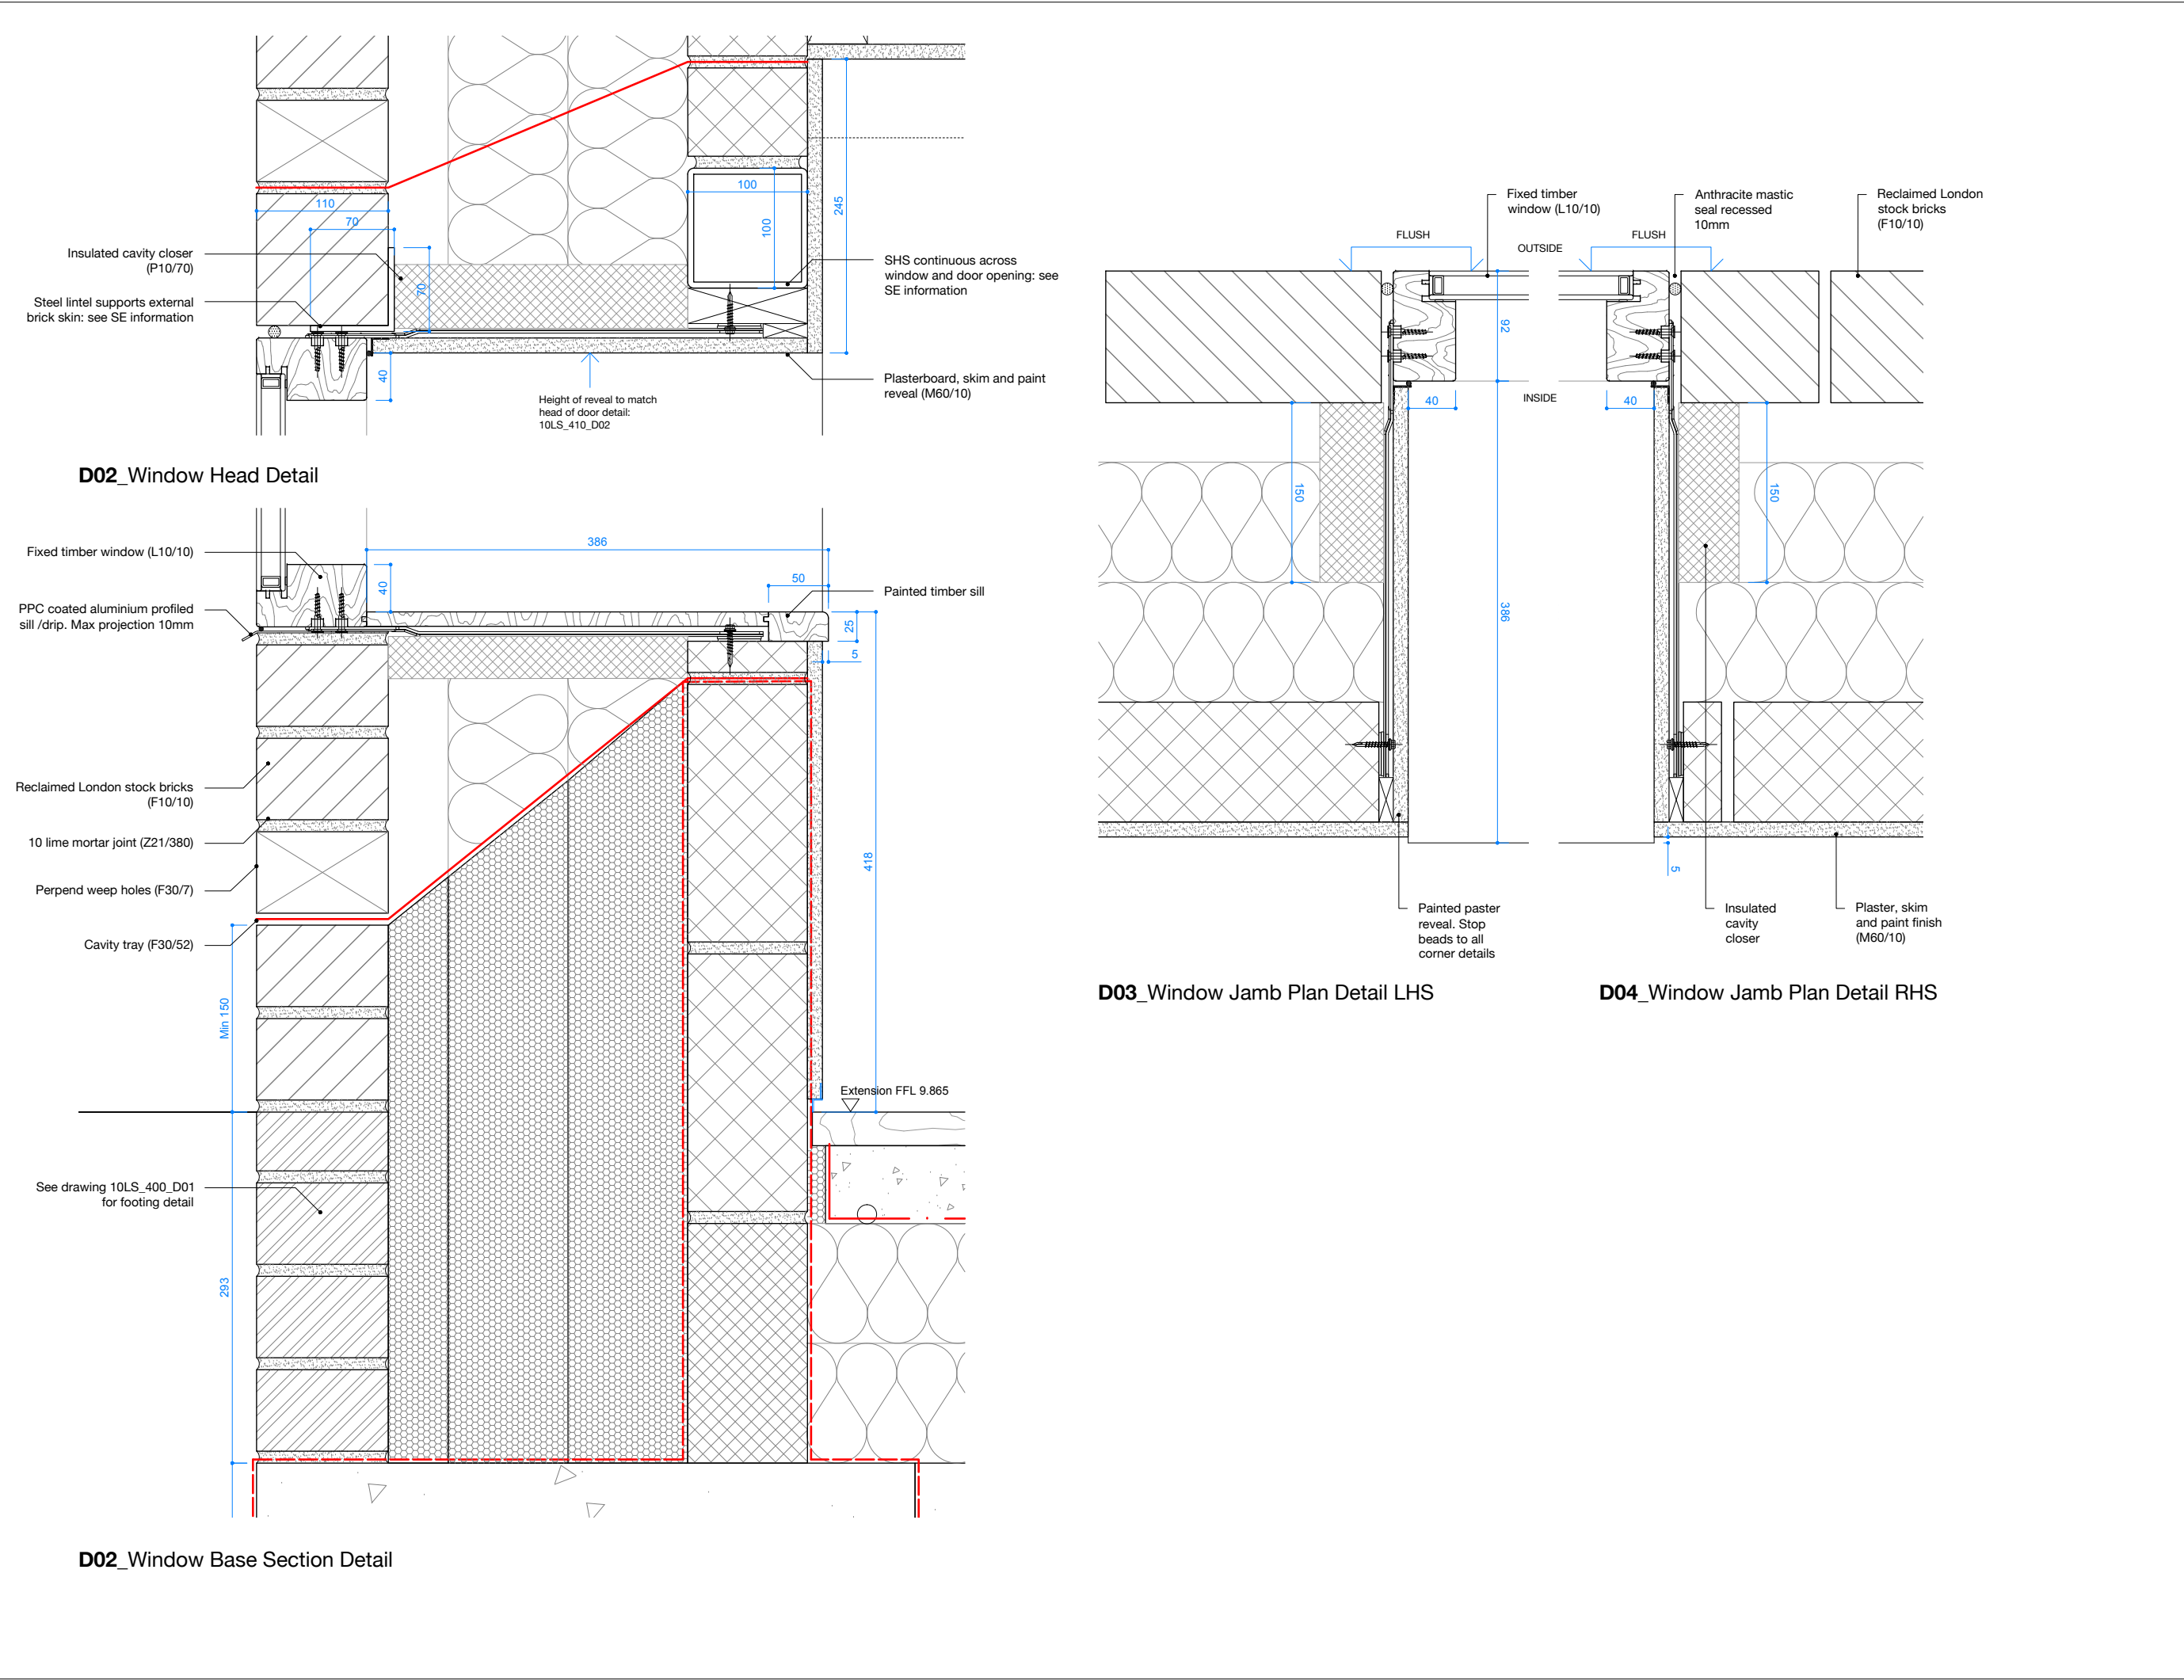 110
70
70
100
100
245
40
Insulated cavity closer
(P10/70)
Steel lintel supports external
brick skin: see SE information
SHS continuous across
window and door opening: see
SE information
Plasterboard, skim and paint
reveal (M60/10)
Height of reveal to match
head of door detail:
10LS_410_D02
D02_Window Head Detail
386
50
40
25
5
418
Fixed timber window (L10/10)
PPC coated aluminium profiled
sill /drip. Max projection 10mm
Painted timber sill
Reclaimed London stock bricks
(F10/10)
10 lime mortar joint (Z21/380)
Perpend weep holes (F30/7)
Cavity tray (F30/52)
Min 150
Extension FFL 9.865
See drawing 10LS_400_D01
for footing detail
293
D02_Window Base Section Detail
Fixed timber
window (L10/10)
Anthracite mastic
seal recessed
10mm
Reclaimed London
stock bricks
(F10/10)
FLUSH
OUTSIDE
FLUSH
92
INSIDE
40
40
150
150
386
5
Painted paster
reveal. Stop
beads to all
corner details
Insulated
cavity
closer
Plaster, skim
and paint finish
(M60/10)
D03_Window Jamb Plan Detail LHS
D04_Window Jamb Plan Detail RHS